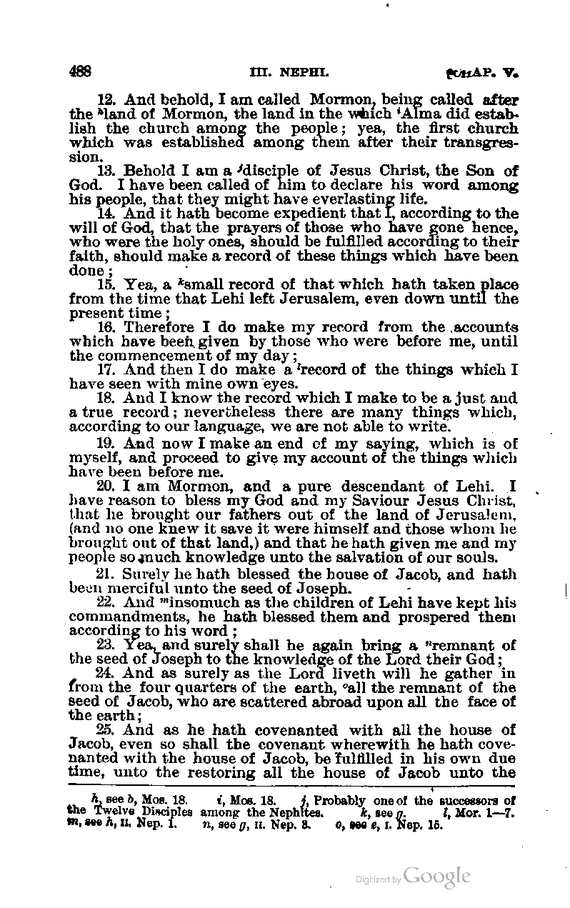 488 III. NEPHI. CHAP. V.
12. And behold, I am called Mormon, being called after
the ʰland of Mormon, the land in the which ⁱAlma did estab-
lish the church among the people; yea, the first church
which was established among them after their transgres-
sion.
13. Behold I am a ʲdisciple of Jesus Christ, the Son of
God. I have been called of him to declare his word among
his people, that they might have everlasting life.
14. And it hath become expedient that I, according to the
will of God, that the prayers of those who have gone hence,
who were the holy ones, should be fulfilled according to their
faith, should make a record of these things which have been
done;
15. Yea, a ᵏsmall record of that which hath taken place
from the time that Lehi left Jerusalem, even down until the
present time;
16. Therefore I do make my record from the accounts
which have been given by those who were before me, until
the commencement of my day;
17. And then I do make a ˡrecord of the things which I
have seen with mine own eyes.
18. And I know the record which I make to be a just and
a true record; nevertheless there are many things which,
according to our language, we are not able to write.
19. And now I make an end of my saying, which is of
myself, and proceed to give my account of the things which
have been before me.
20. I am Mormon, and a pure descendant of Lehi. I
have reason to bless my God and my Saviour Jesus Christ,
that he brought our fathers out of the land of Jerusalem,
(and no one knew it save it were himself and those whom he
brought out of that land,) and that he hath given me and my
people so much knowledge unto the salvation of our souls.
21. Surely he hath blessed the house of Jacob, and hath
been merciful unto the seed of Joseph.
22. And ᵐinsomuch as the children of Lehi have kept his
commandments, he hath blessed them and prospered them
according to his word;
23. Yea, and surely shall he again bring a ⁿremnant of
the seed of Joseph to the knowledge of the Lord their God;
24. And as surely as the Lord liveth will he gather in
from the four quarters of the earth, ᵒall the remnant of the
seed of Jacob, who are scattered abroad upon all the face of
the earth;
25. And as he hath covenanted with all the house of
Jacob, even so shall the covenant wherewith he hath cove-
nanted with the house of Jacob, be fulfilled in his own due
time, unto the restoring all the house of Jacob unto the
h, see b, Mos. 18. i, Mos. 18. j, Probably one of the successors of
the Twelve Disciples among the Nephites. k, see g. l, Mor. 1—7.
m, see h, II. Nep. 1. n, see g, II. Nep. 3. o, see e, I. Nep. 15.
Digitized by Google